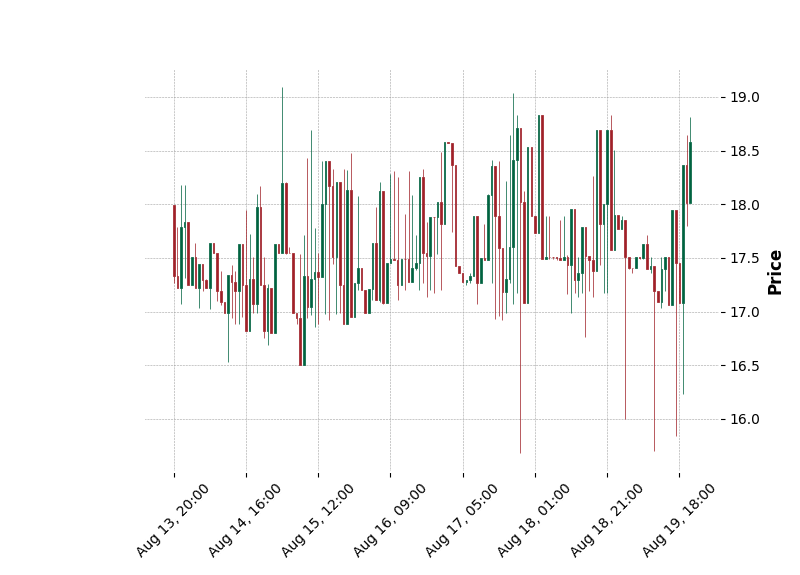 19.0
18.5
18.0
17.5
17.0
16.5
16.0
Price
Aug 13, 20:00
Aug 14, 16:00
Aug 15, 12:00
Aug 16, 09:00
Aug 17, 05:00
Aug 18, 01:00
Aug 18, 21:00
Aug 19, 18:00